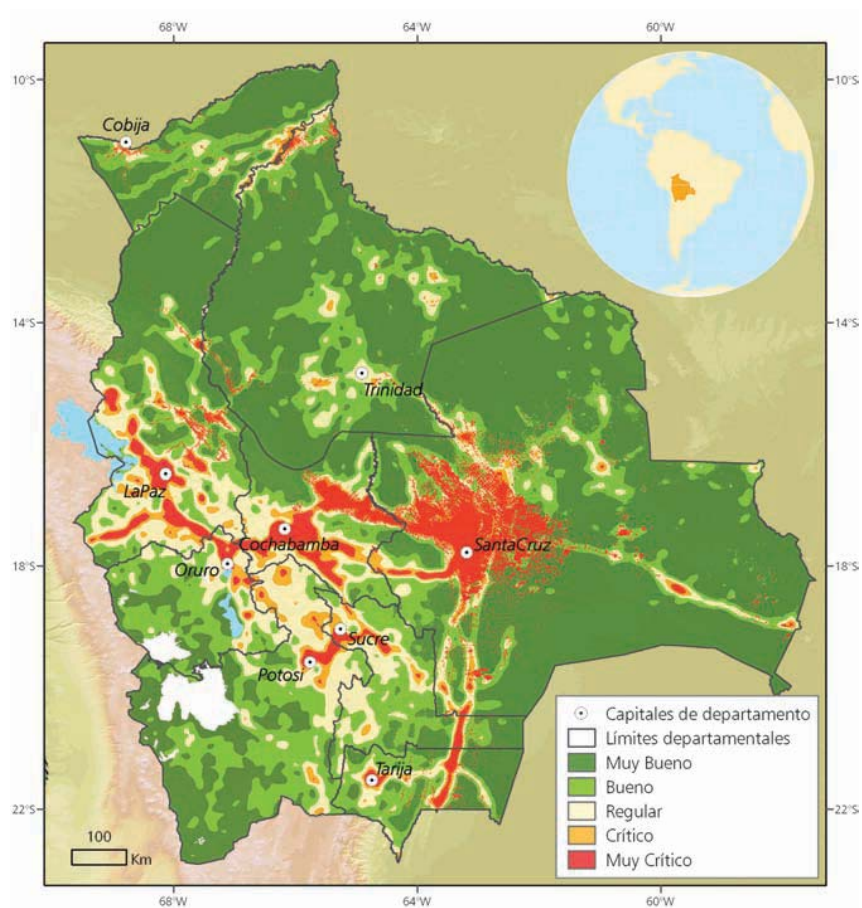 68°W 64°W 60°W
10°S
10°S
Cobija
14°S
14°S
Trinidad
LaPaz
Cochabamba
SantaCruz
18°S
18°S
Oruro
Sucre
Potosí
Capitales de departamento
Límites departamentales
Muy Bueno
Tarija
Bueno
22°S
22°S
Regular
Crítico
100
Km
Muy Crítico
68°W 64°W 60°W